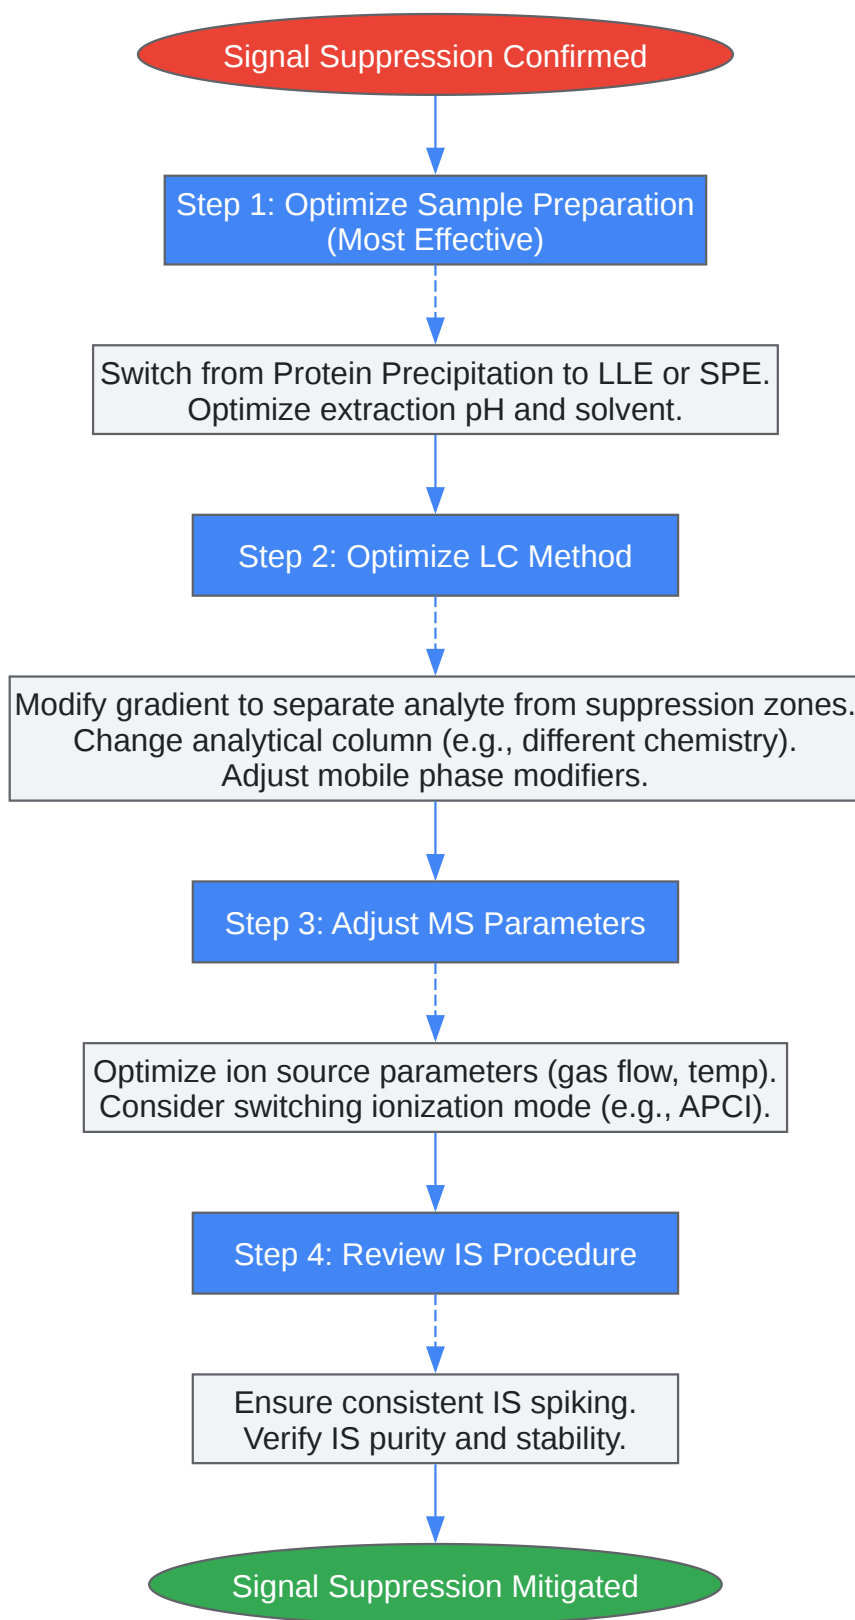 Signal Suppression Confirmed
Step 1: Optimize Sample Preparation
(Most Effective)
Switch from Protein Precipitation to LLE or SPE.
Optimize extraction pH and solvent.
Step 2: Optimize LC Method
Modify gradient to separate analyte from suppression zones.
Change analytical column (e.g., different chemistry).
Adjust mobile phase modifiers.
Step 3: Adjust MS Parameters
Optimize ion source parameters (gas flow, temp).
Consider switching ionization mode (e.g., APCI).
Step 4: Review IS Procedure
Ensure consistent IS spiking.
Verify IS purity and stability.
Signal Suppression Mitigated